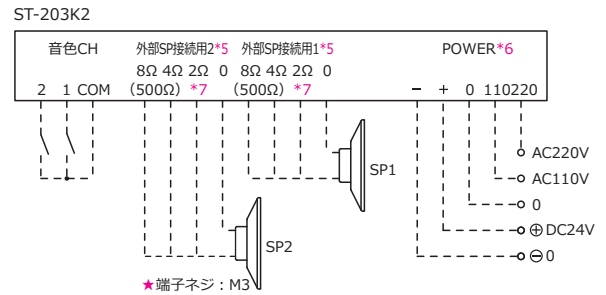 ST-203K2
音色CH 外部SP接続用2*5 外部SP接続用1*5 POWER*6
8Ω 4Ω 2Ω 0 8Ω 4Ω 2Ω 0
2 1 COM (500Ω) *7 (500Ω) *7 − + 0 110 220
AC220V
SP1
AC110V
0
⊕DC24V
SP2
⊖0
★端子ネジ：M3